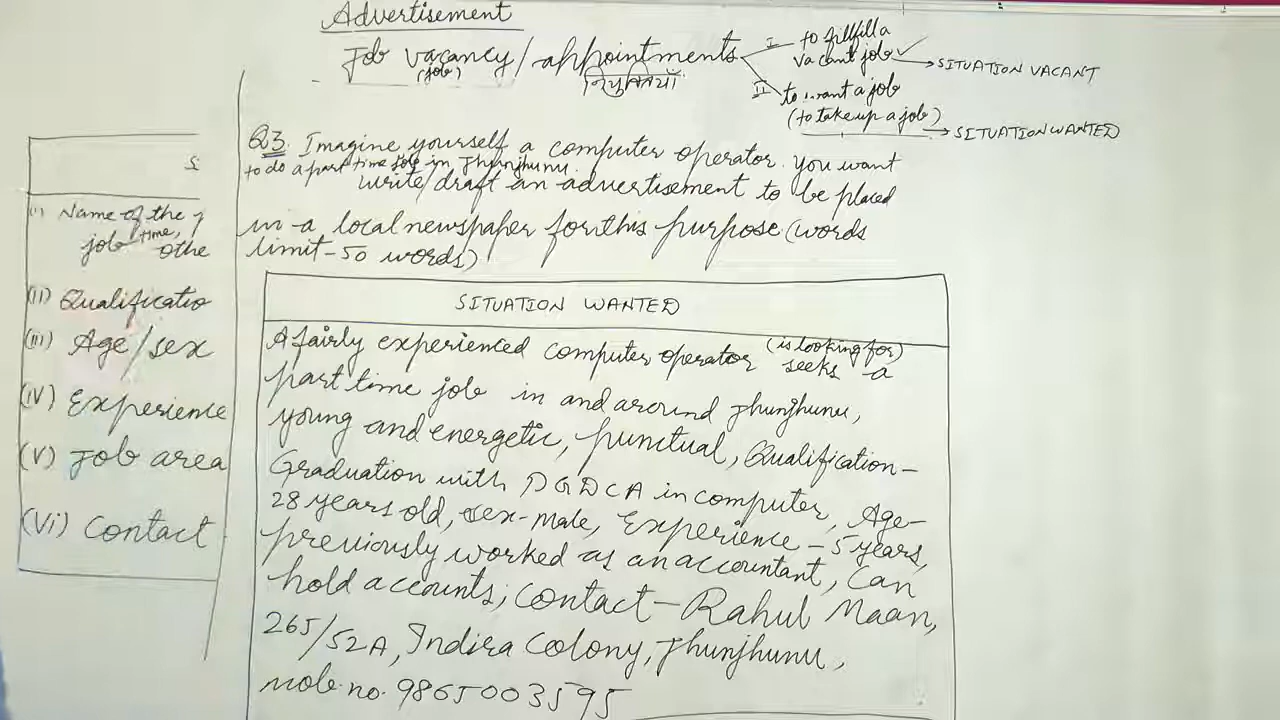 Advertisement
Job vacancy/appointments
(job)
नियुक्तियाँ
I to fulfill a
vacant job → SITUATION VACANT
II to want a job
(to take up a job)
→ SITUATION WANTED
Q3. Imagine yourself a computer operator. You want
to do a part time job in Jhunjhunu.
write/draft an advertisement to be placed
in a local newspaper for this purpose (words
limit-50 words)
S
(i) Name of the
job time,
othe
(ii) Qualificatio
(iii) Age/sex
(iv) Experience
(v) Job area
(vi) Contact
SITUATION WANTED
A fairly experienced computer operator (is looking for)
seeks a
part time job in and around Jhunjhunu,
young and energetic, punctual, Qualification-
Graduation with PGDCA in computer, Age-
28 years old, sex-male, Experience - 5 years,
previously worked as an accountant, Can
hold accounts; Contact - Rahul Maan,
265/52A, Indira Colony, Jhunjhunu,
mob. no. 9865003595